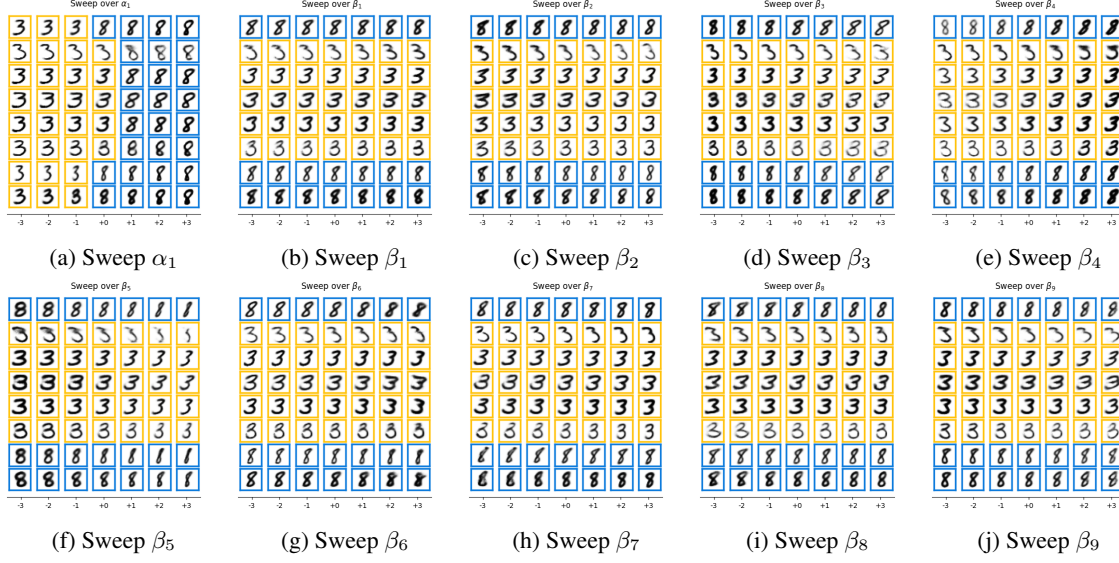 Sweep over α₁ Sweep over β₁ Sweep over β₂ Sweep over β₃ Sweep over β₄
-3 -2 -1 +0 +1 +2 +3 -3 -2 -1 +0 +1 +2 +3 -3 -2 -1 +0 +1 +2 +3 -3 -2 -1 +0 +1 +2 +3 -3 -2 -1 +0 +1 +2 +3
(a) Sweep α₁ (b) Sweep β₁ (c) Sweep β₂ (d) Sweep β₃ (e) Sweep β₄
Sweep over β₅ Sweep over β₆ Sweep over β₇ Sweep over β₈ Sweep over β₉
-3 -2 -1 +0 +1 +2 +3 -3 -2 -1 +0 +1 +2 +3 -3 -2 -1 +0 +1 +2 +3 -3 -2 -1 +0 +1 +2 +3 -3 -2 -1 +0 +1 +2 +3
(f) Sweep β₅ (g) Sweep β₆ (h) Sweep β₇ (i) Sweep β₈ (j) Sweep β₉